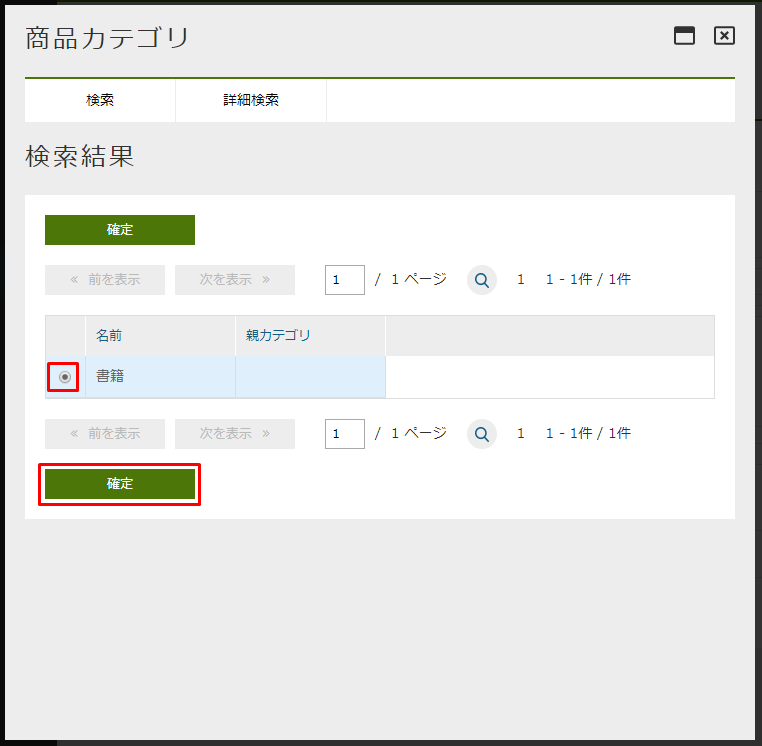 商品カテゴリ
検索 詳細検索
検索結果
確定
« 前を表示 次を表示 » 1 / 1 ページ 1 1 - 1件 / 1件
名前 親カテゴリ
書籍
« 前を表示 次を表示 » 1 / 1 ページ 1 1 - 1件 / 1件
確定